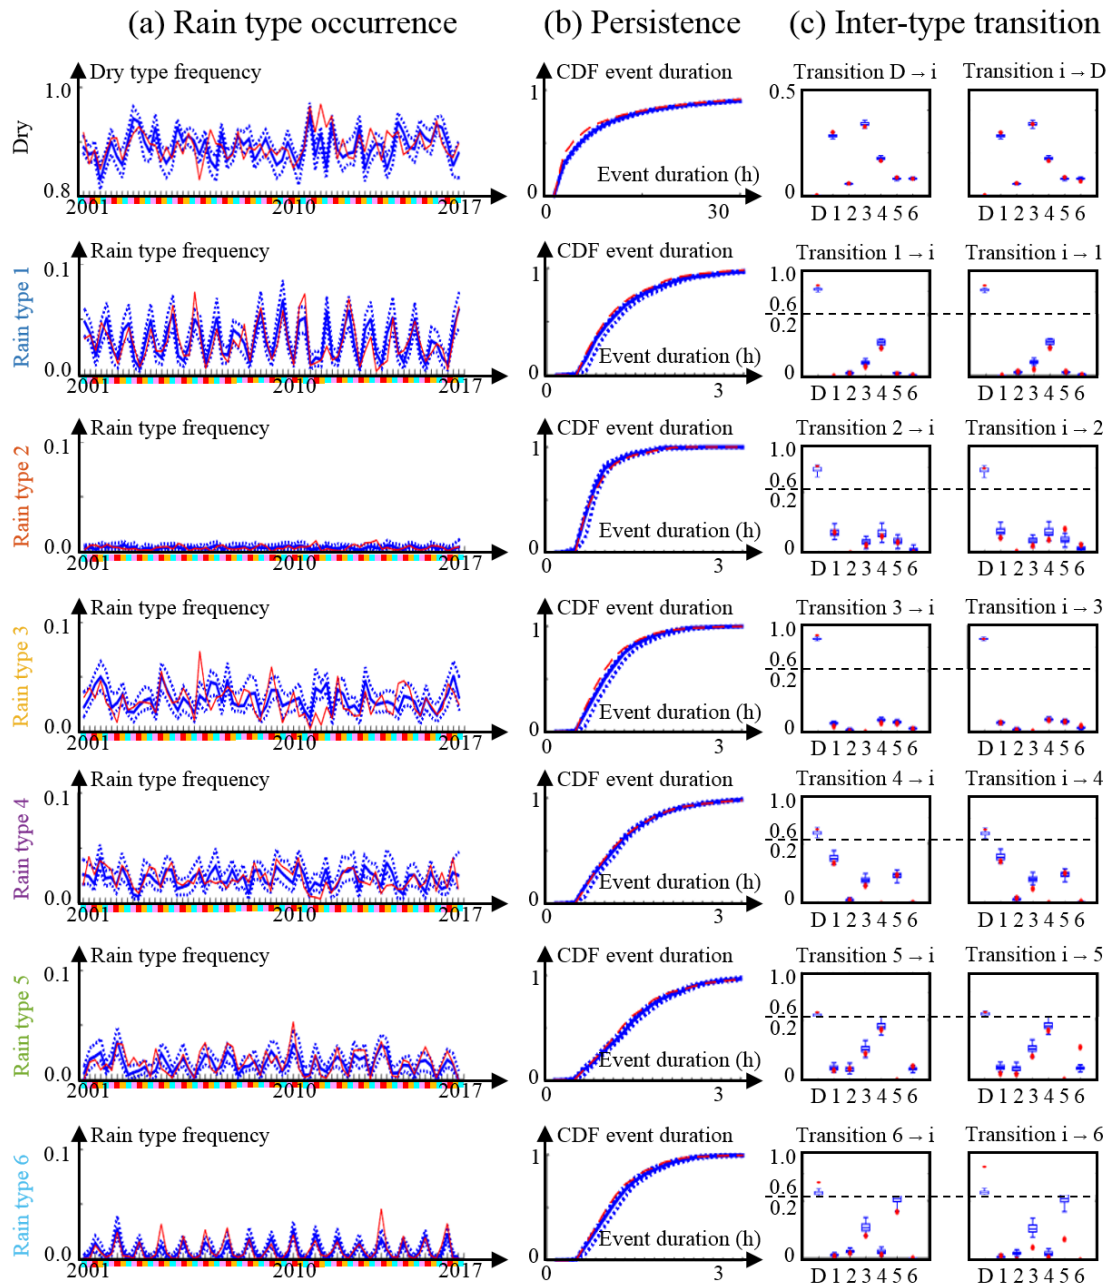 (a) Rain type occurrence (b) Persistence (c) Inter-type transition
Dry
Dry type frequency
1.0
0.8
2001 2010 2017
CDF event duration
1
Event duration (h)
0 30
Transition D → i
0.5
0
D 1 2 3 4 5 6
Transition i → D
D 1 2 3 4 5 6
Rain type 1
Rain type frequency
0.1
0.0
2001 2010 2017
CDF event duration
1
Event duration (h)
0 3
Transition 1 → i
1.0
0.6
0.2
0
D 1 2 3 4 5 6
Transition i → 1
D 1 2 3 4 5 6
Rain type 2
Rain type frequency
0.1
0.0
2001 2010 2017
CDF event duration
1
Event duration (h)
0 3
Transition 2 → i
1.0
0.6
0.2
0
D 1 2 3 4 5 6
Transition i → 2
D 1 2 3 4 5 6
Rain type 3
Rain type frequency
0.1
0.0
2001 2010 2017
CDF event duration
1
Event duration (h)
0 3
Transition 3 → i
1.0
0.6
0.2
0
D 1 2 3 4 5 6
Transition i → 3
D 1 2 3 4 5 6
Rain type 4
Rain type frequency
0.1
0.0
2001 2010 2017
CDF event duration
1
Event duration (h)
0 3
Transition 4 → i
1.0
0.6
0.2
0
D 1 2 3 4 5 6
Transition i → 4
D 1 2 3 4 5 6
Rain type 5
Rain type frequency
0.1
0.0
2001 2010 2017
CDF event duration
1
Event duration (h)
0 3
Transition 5 → i
1.0
0.6
0.2
0
D 1 2 3 4 5 6
Transition i → 5
D 1 2 3 4 5 6
Rain type 6
Rain type frequency
0.1
0.0
2001 2010 2017
CDF event duration
1
Event duration (h)
0 3
Transition 6 → i
1.0
0.6
0.2
0
D 1 2 3 4 5 6
Transition i → 6
D 1 2 3 4 5 6